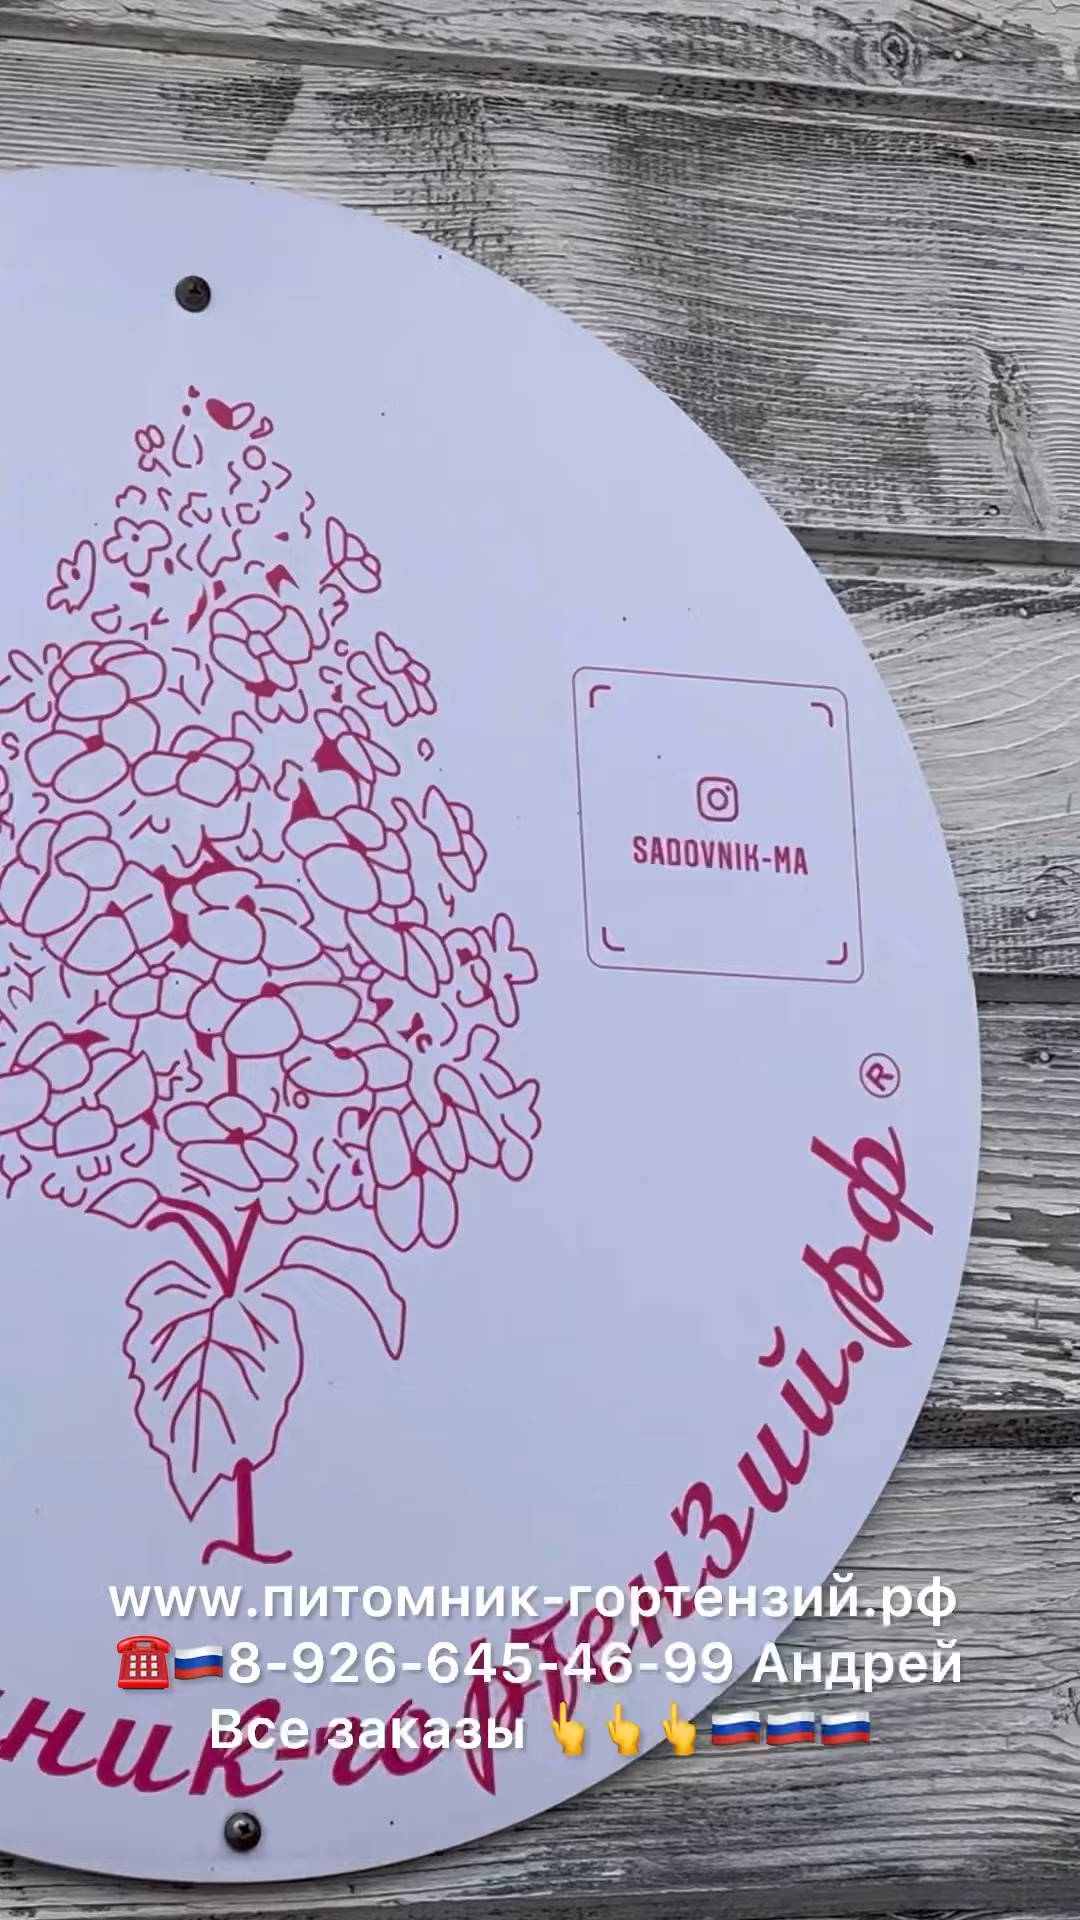 SADOVNIK-MA
®
ник-гортензий.рф
www.питомник-гортензий.рф
☎️🇷🇺8-926-645-46-99 Андрей
Все заказы 👆👆👆🇷🇺🇷🇺🇷🇺